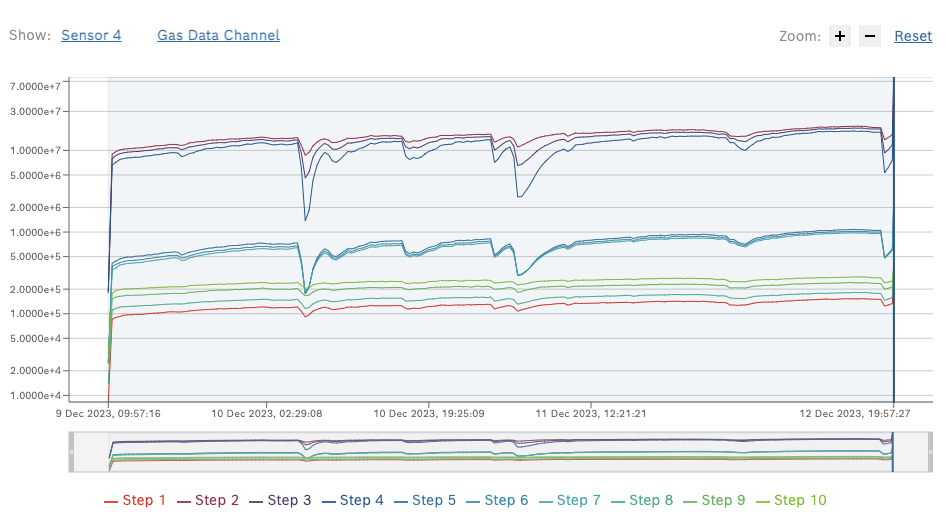 Show: Sensor 4 Gas Data Channel Zoom: + − Reset
7.0000e+7
3.0000e+7
1.0000e+7
5.0000e+6
2.0000e+6
1.0000e+6
5.0000e+5
2.0000e+5
1.0000e+5
5.0000e+4
2.0000e+4
1.0000e+4
9 Dec 2023, 09:57:16 10 Dec 2023, 02:29:08 10 Dec 2023, 19:25:09 11 Dec 2023, 12:21:21 12 Dec 2023, 19:57:27
Step 1 Step 2 Step 3 Step 4 Step 5 Step 6 Step 7 Step 8 Step 9 Step 10